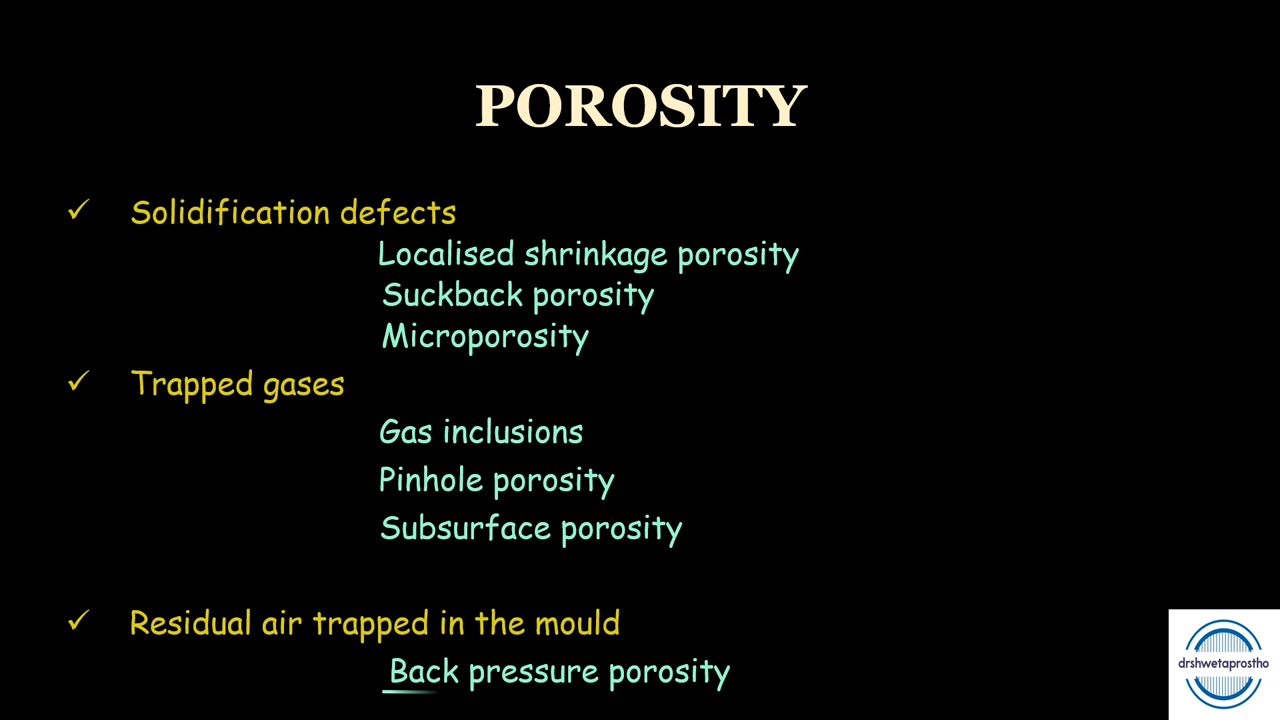 POROSITY
✓ Solidification defects
Localised shrinkage porosity
Suckback porosity
Microporosity
✓ Trapped gases
Gas inclusions
Pinhole porosity
Subsurface porosity
✓ Residual air trapped in the mould
Back pressure porosity
drshwetaprostho